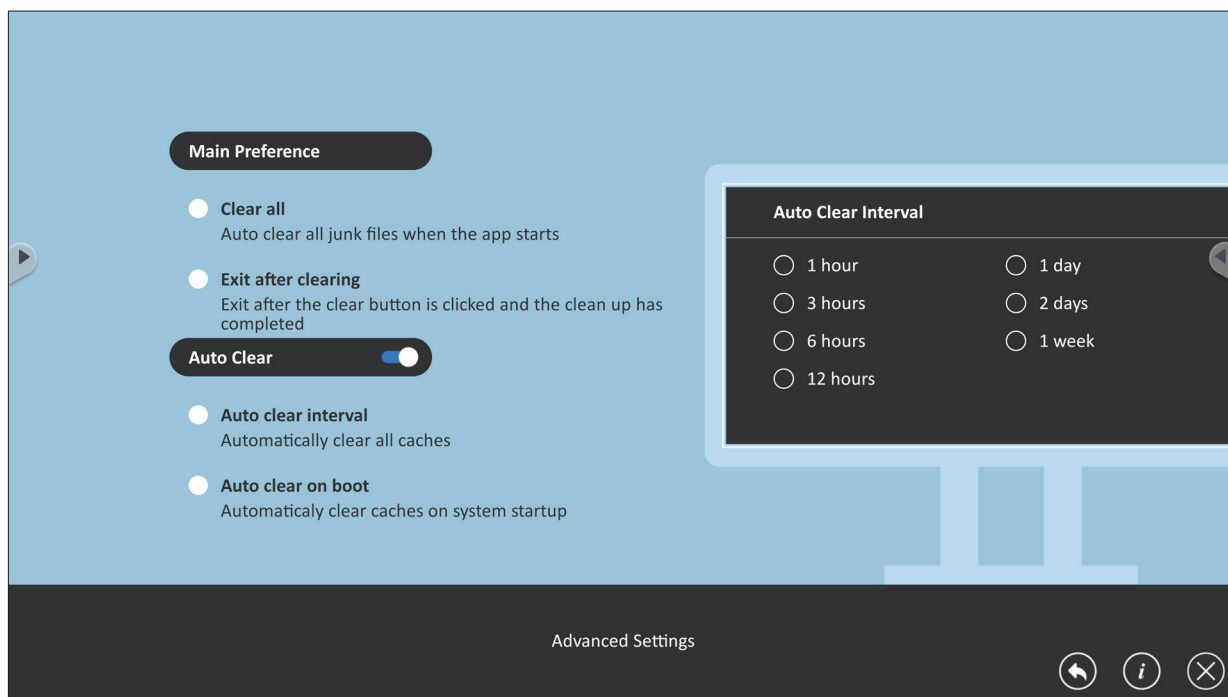 Main Preference
Clear all
Auto clear all junk files when the app starts
Exit after clearing
Exit after the clear button is clicked and the clean up has
completed
Auto Clear
Auto clear interval
Automatically clear all caches
Auto clear on boot
Automaticaly clear caches on system startup
Auto Clear Interval
1 hour
3 hours
6 hours
12 hours
1 day
2 days
1 week
Advanced Settings
i